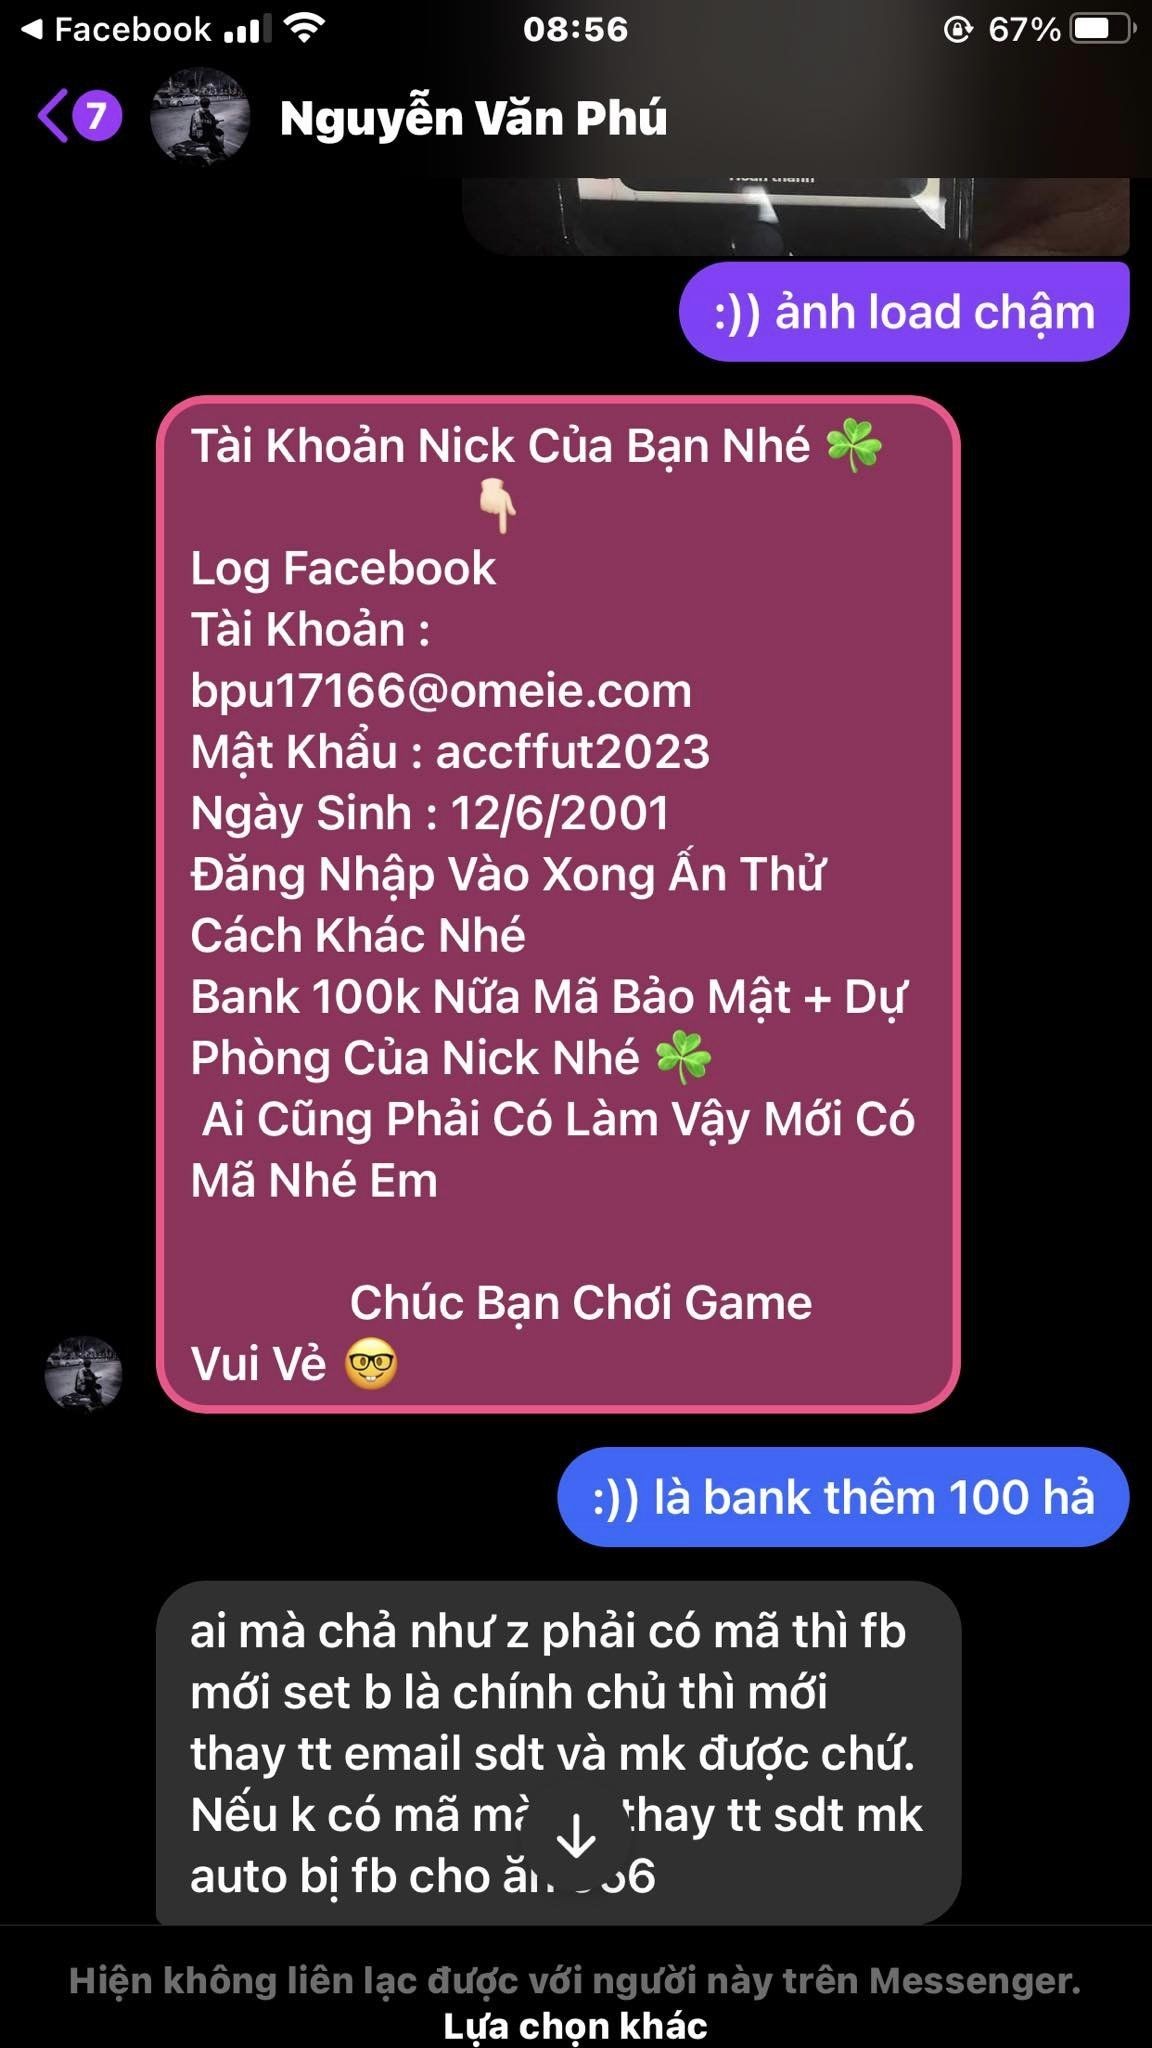 Facebook
08:56
67%
7
Nguyễn Văn Phú
:)) ảnh load chậm
Tài Khoản Nick Của Bạn Nhé ☘️
👇🏻
Log Facebook
Tài Khoản :
bpu17166@omeie.com
Mật Khẩu : accffut2023
Ngày Sinh : 12/6/2001
Đăng Nhập Vào Xong Ấn Thử
Cách Khác Nhé
Bank 100k Nữa Mã Bảo Mật + Dự
Phòng Của Nick Nhé ☘️
Ai Cũng Phải Có Làm Vậy Mới Có
Mã Nhé Em
Chúc Bạn Chơi Game
Vui Vẻ 🤓
:)) là bank thêm 100 hả
ai mà chả như z phải có mã thì fb
mới set b là chính chủ thì mới
thay tt email sdt và mk được chứ.
Nếu k có mã mà thay tt sdt mk
auto bị fb cho
Hiện không liên lạc được với người này trên Messenger.
Lựa chọn khác